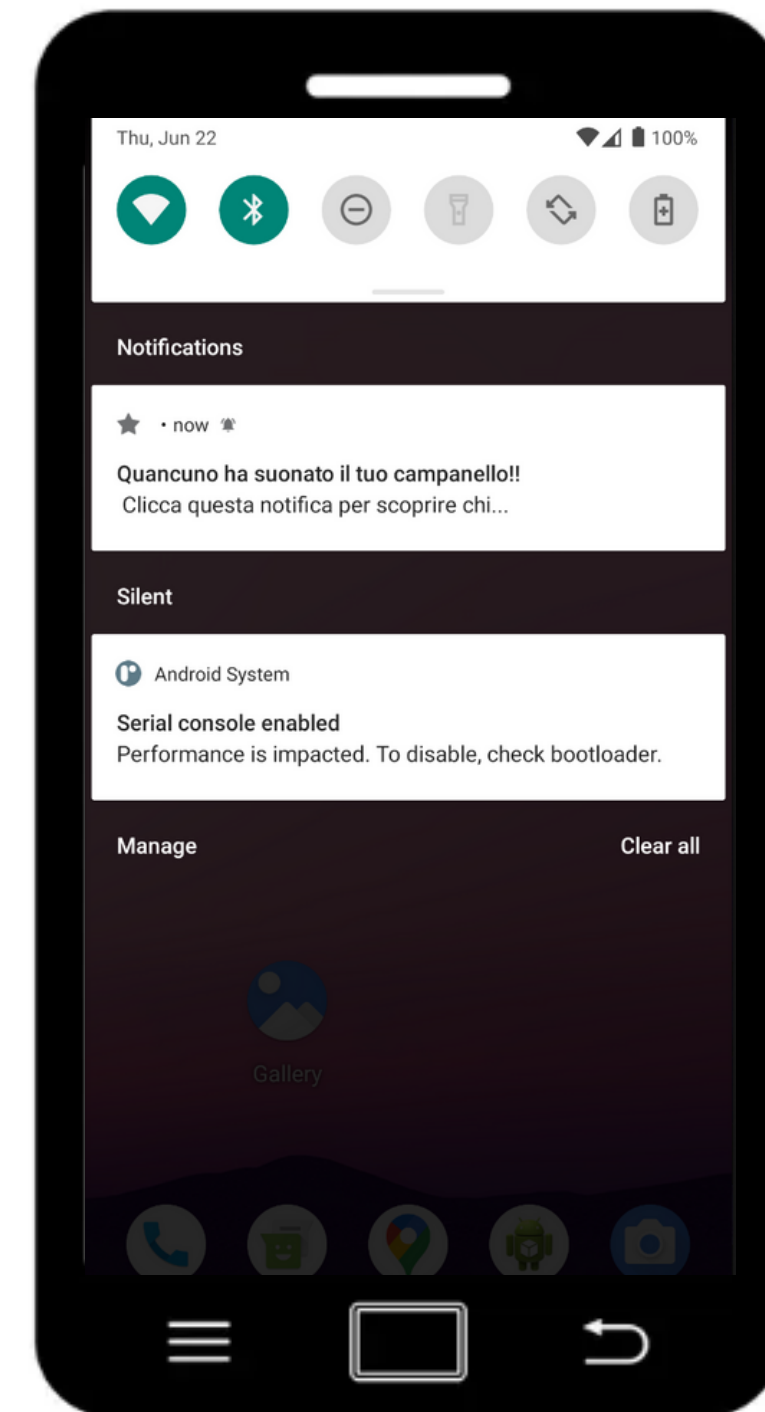 Thu, Jun 22 100%
Notifications
• now
Quancuno ha suonato il tuo campanello!!
Clicca questa notifica per scoprire chi...
Silent
Android System
Serial console enabled
Performance is impacted. To disable, check bootloader.
Manage Clear all
Gallery